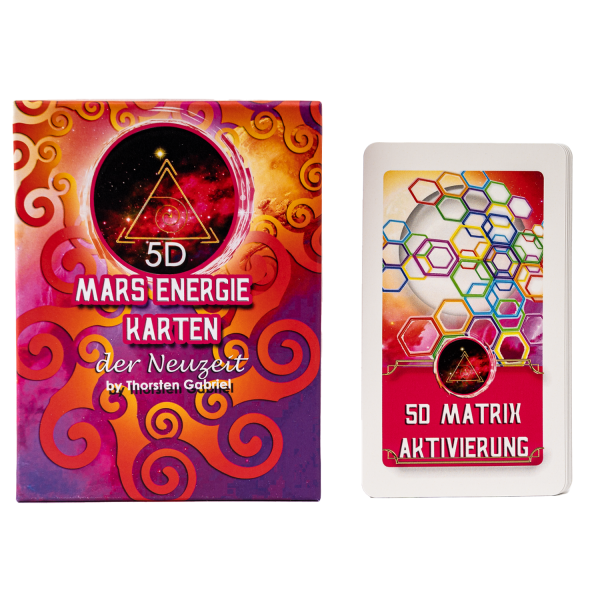 5D
MARS ENERGIE
KARTEN
der Neuzeit
by Thorsten Gabriel
5D MATRIX
AKTIVIERUNG